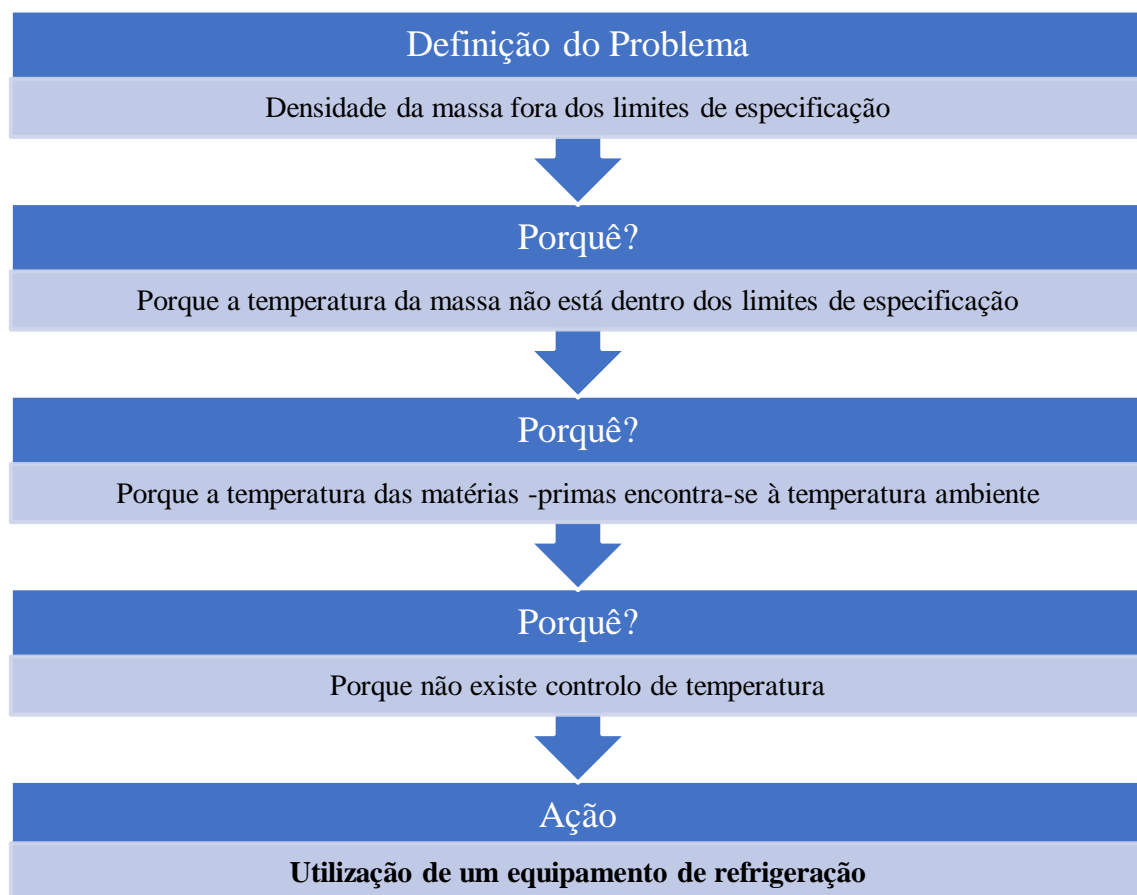 Definição do Problema
Densidade da massa fora dos limites de especificação
Porquê?
Porque a temperatura da massa não está dentro dos limites de especificação
Porquê?
Porque a temperatura das matérias -primas encontra-se à temperatura ambiente
Porquê?
Porque não existe controlo de temperatura
Ação
Utilização de um equipamento de refrigeração